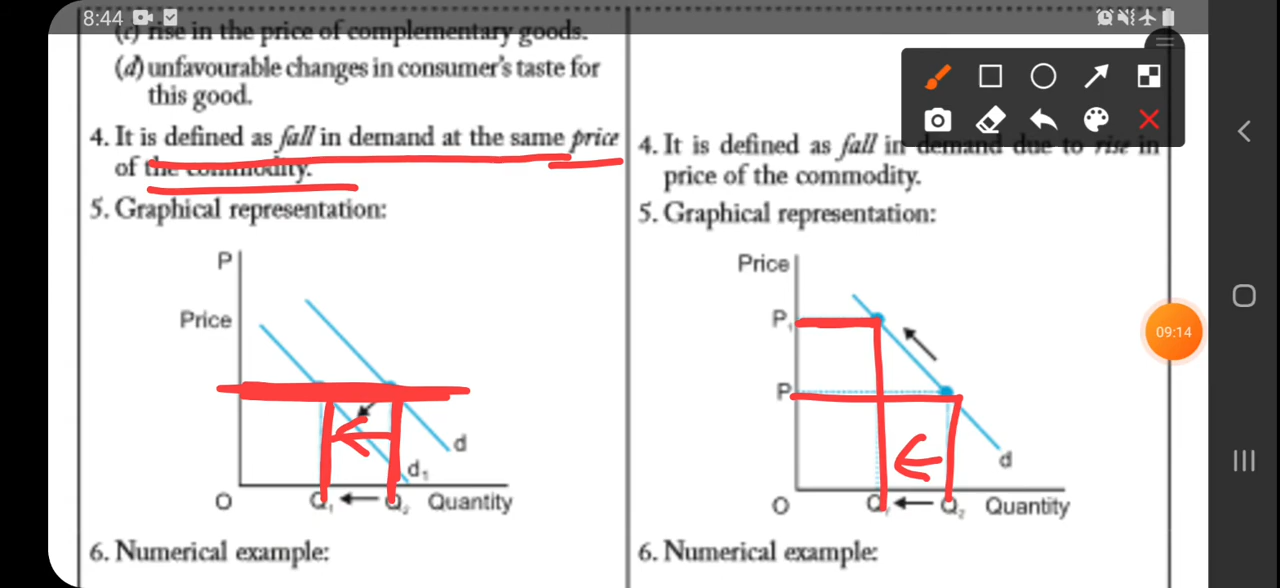 8:44
(c) rise in the price of complementary goods.
(d) unfavourable changes in consumer's taste for
this good.
4. It is defined as fall in demand at the same price
of the commodity.
5. Graphical representation:
P
Price
d
d₁
O
Q₁
Q₂
Quantity
6. Numerical example:
4. It is defined as fall in demand due to rise in
price of the commodity.
5. Graphical representation:
Price
P₁
P
d
O
Q₁
Q₂
Quantity
6. Numerical example:
09:14